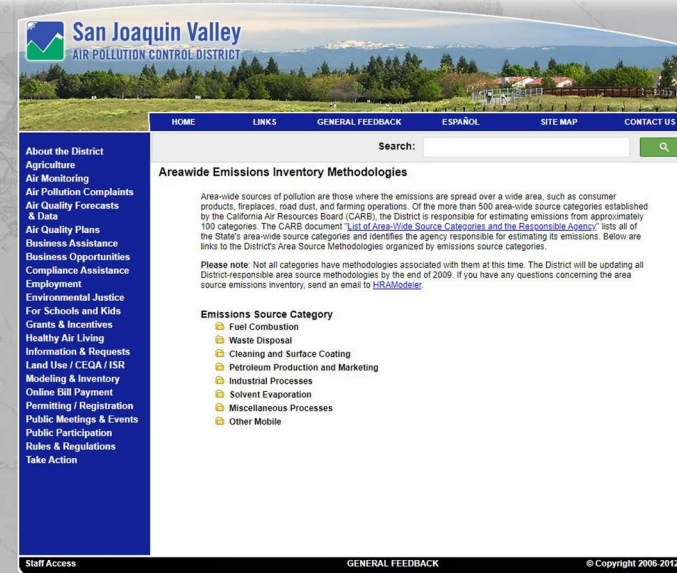 San Joaquin Valley
AIR POLLUTION CONTROL DISTRICT
HOME LINKS GENERAL FEEDBACK ESPAÑOL SITE MAP CONTACT US
About the District
Agriculture
Air Monitoring
Air Pollution Complaints
Air Quality Forecasts
& Data
Air Quality Plans
Business Assistance
Business Opportunities
Compliance Assistance
Employment
Environmental Justice
For Schools and Kids
Grants & Incentives
Healthy Air Living
Information & Requests
Land Use / CEQA / ISR
Modeling & Inventory
Online Bill Payment
Permitting / Registration
Public Meetings & Events
Public Participation
Rules & Regulations
Take Action
Search:
Areawide Emissions Inventory Methodologies
Area-wide sources of pollution are those where the emissions are spread over a wide area, such as consumer
products, fireplaces, road dust, and farming operations. Of the more than 500 area-wide source categories established
by the California Air Resources Board (CARB), the District is responsible for estimating emissions from approximately
100 categories. The CARB document "List of Area-Wide Source Categories and the Responsible Agency" lists all of
the State's area-wide source categories and identifies the agency responsible for estimating its emissions. Below are
links to the District's Area Source Methodologies organized by emissions source categories.
Please note: Not all categories have methodologies associated with them at this time. The District will be updating all
District-responsible area source methodologies by the end of 2009. If you have any questions concerning the area
source emissions inventory, send an email to HRAModeler.
Emissions Source Category
Fuel Combustion
Waste Disposal
Cleaning and Surface Coating
Petroleum Production and Marketing
Industrial Processes
Solvent Evaporation
Miscellaneous Processes
Other Mobile
Staff Access GENERAL FEEDBACK © Copyright 2006-2012